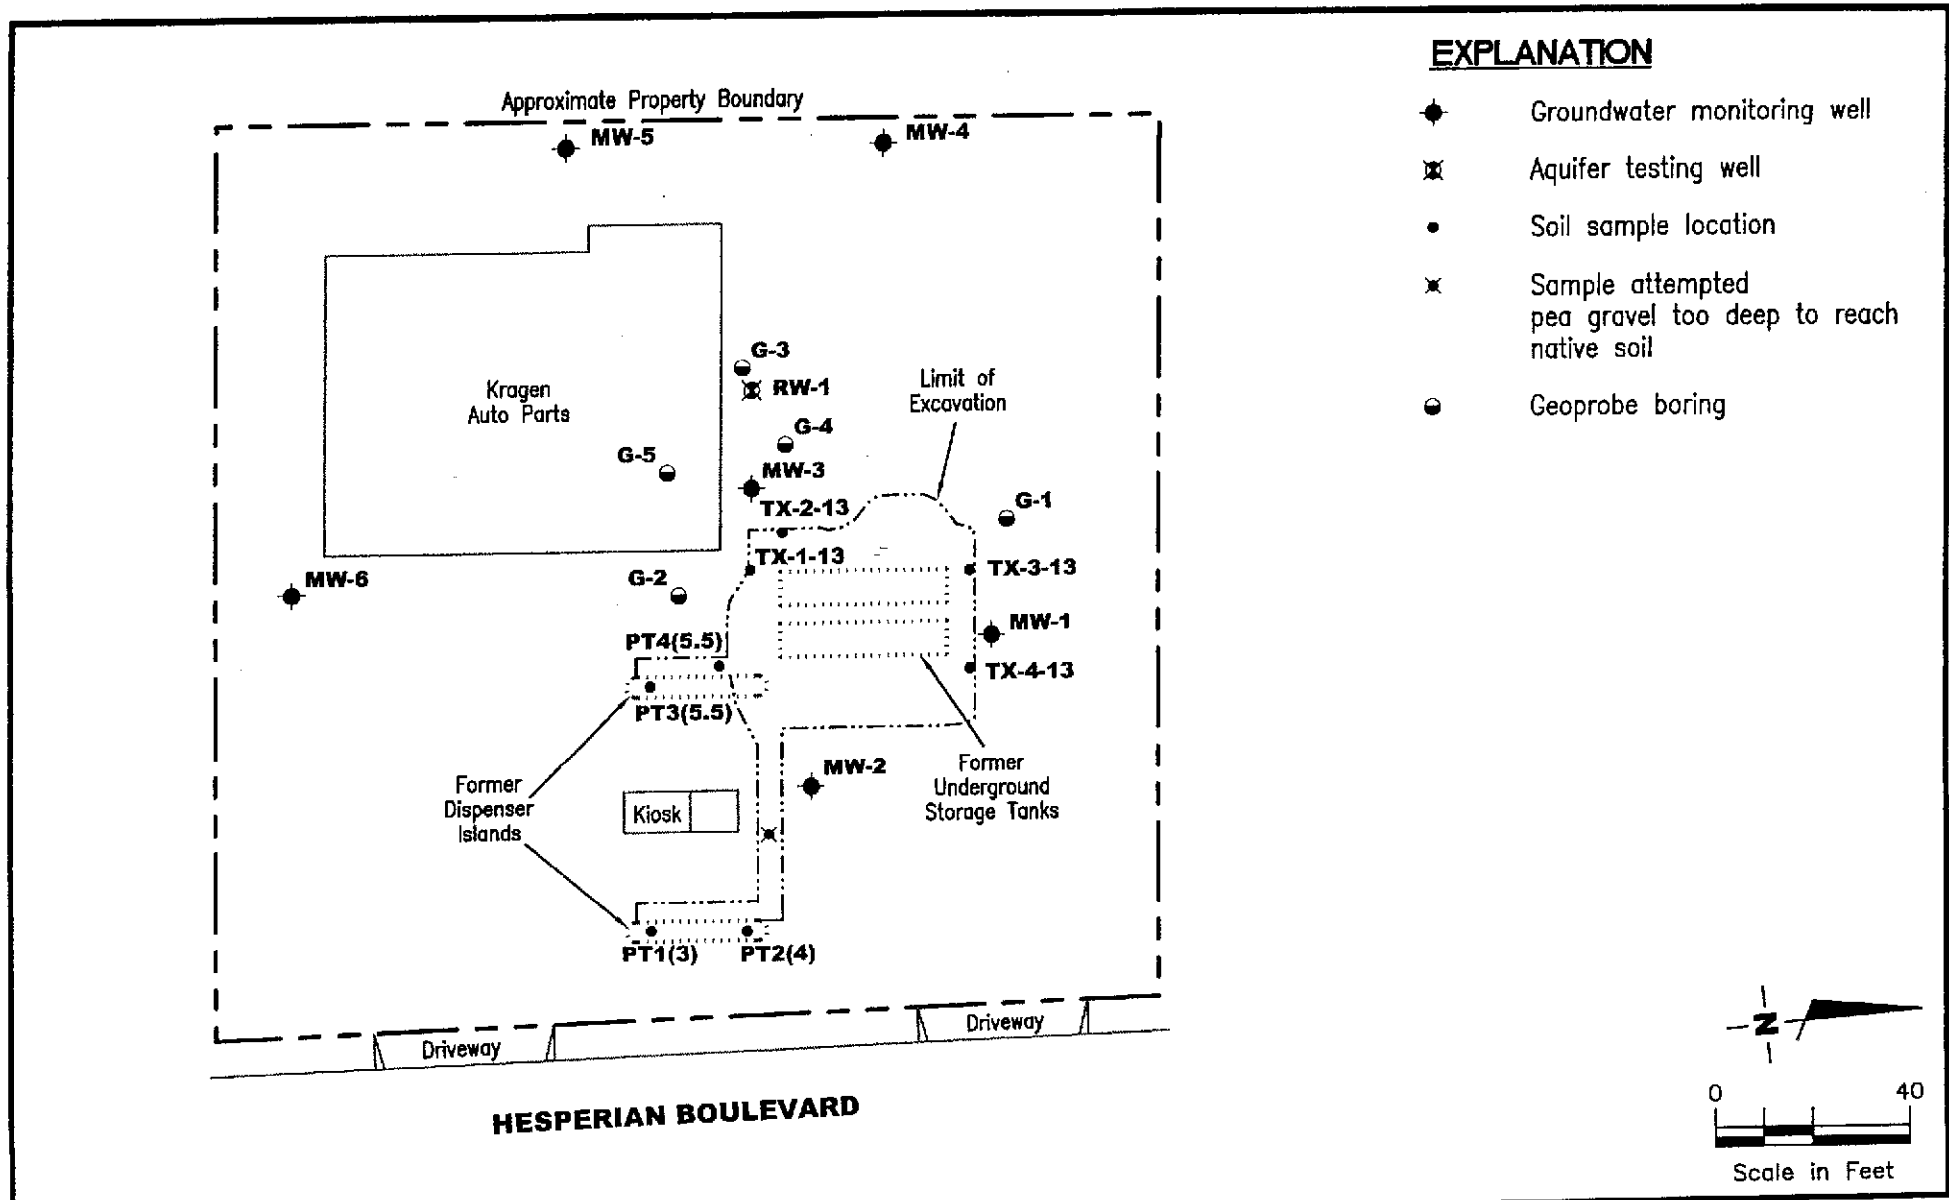 EXPLANATION
Groundwater monitoring well
Aquifer testing well
Soil sample location
Sample attempted
pea gravel too deep to reach
native soil
Geoprobe boring
Approximate Property Boundary
MW-5
MW-4
G-3
RW-1
Kragen
Auto Parts
Limit of
Excavation
G-4
G-5
MW-3
TX-2-13
G-1
TX-1-13
TX-3-13
MW-6
G-2
MW-1
PT4(5.5)
TX-4-13
PT3(5.5)
MW-2
Former
Underground
Storage Tanks
Former
Dispenser
Islands
Kiosk
PT1(3)
PT2(4)
Driveway
Driveway
HESPERIAN BOULEVARD
N
0
40
Scale in Feet